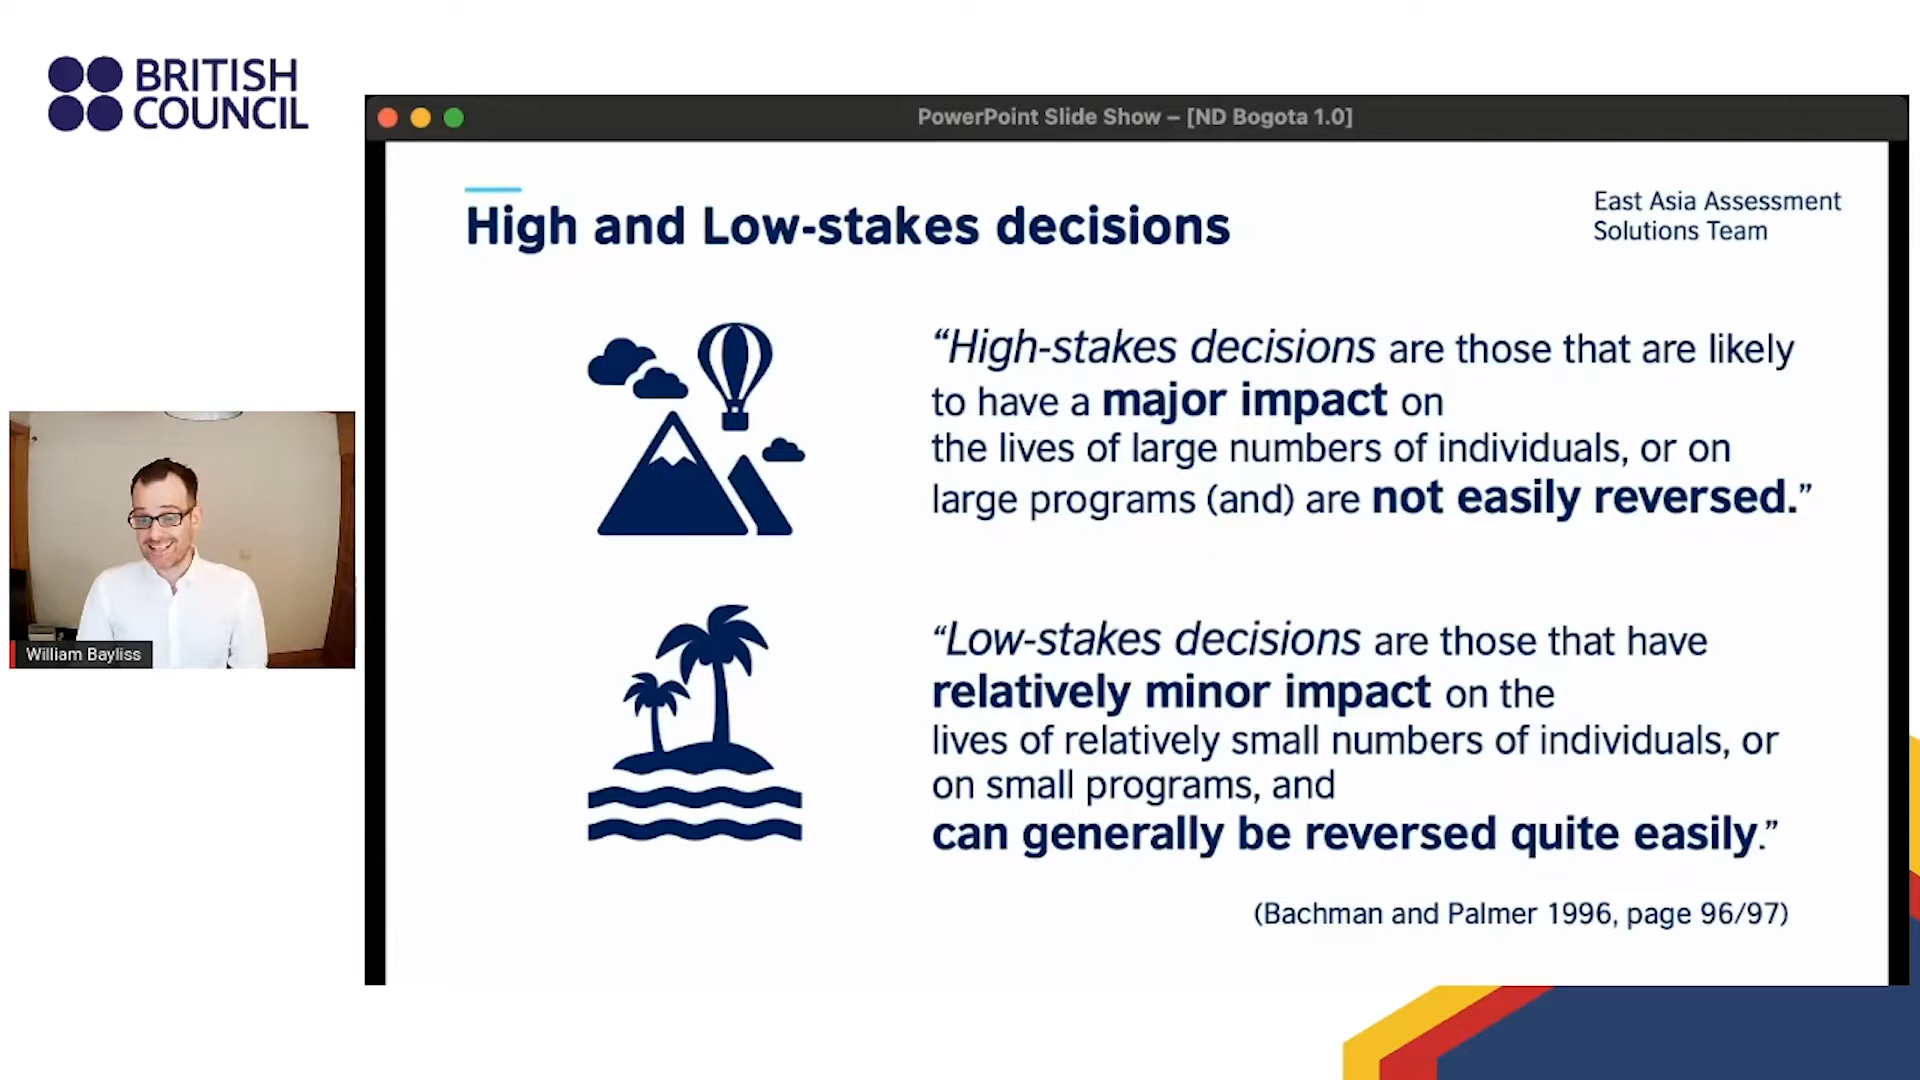 BRITISH
COUNCIL
PowerPoint Slide Show – [ND Bogota 1.0]
High and Low-stakes decisions
East Asia Assessment
Solutions Team
“High-stakes decisions are those that are likely
to have a major impact on
the lives of large numbers of individuals, or on
large programs (and) are not easily reversed.”
“Low-stakes decisions are those that have
relatively minor impact on the
lives of relatively small numbers of individuals, or
on small programs, and
can generally be reversed quite easily.”
(Bachman and Palmer 1996, page 96/97)
William Bayliss